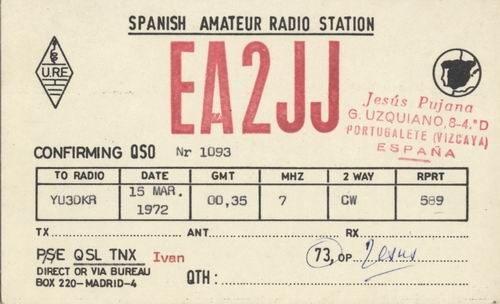 SPANISH AMATEUR RADIO STATION
EA2JJ
U.R.E.
Jesús Pujana
G. UZQUIANO, 8-4.º D
PORTUGALETE (VIZCAYA)
ESPAÑA
CONFIRMING QSO Nr 1093
TO RADIO DATE GMT MHZ 2 WAY RPRT
YU3DKR 15 MAR. 1972 00,35 7 CW 589
TX ANT RX
PSE QSL TNX Ivan 73, OP Jesus
DIRECT OR VIA BUREAU
BOX 220-MADRID-4 QTH: